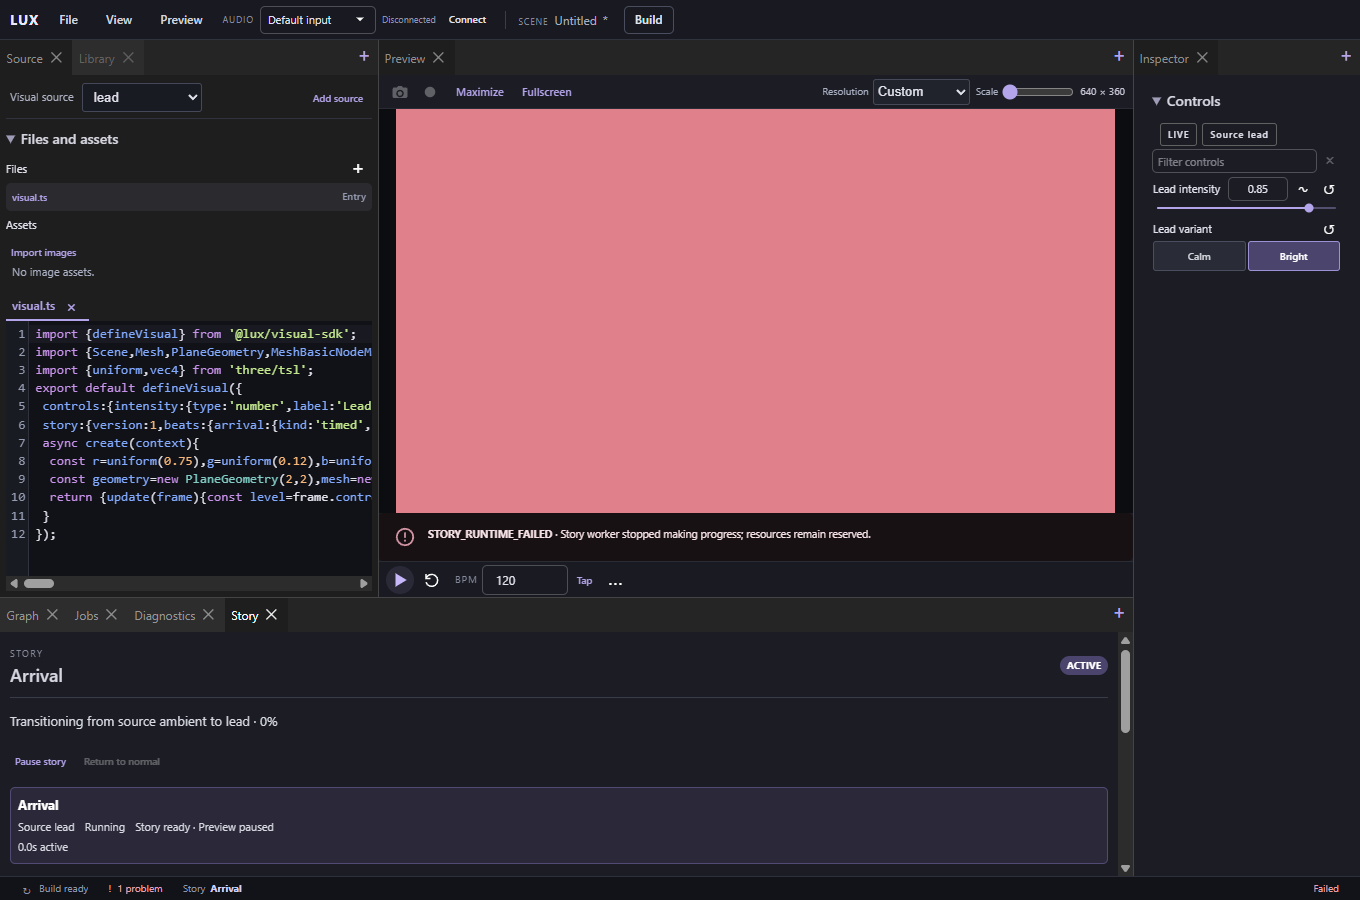 LUX File View Preview AUDIO Default input Disconnected Connect SCENE Untitled * Build
Source Library
Visual source lead Add source
Files and assets
Files
visual.ts Entry
Assets
Import images
No image assets.
visual.ts
1 import {defineVisual} from '@lux/visual-sdk';
2 import {Scene,Mesh,PlaneGeometry,MeshBasicNodeM
3 import {uniform,vec4} from 'three/tsl';
4 export default defineVisual({
5 controls:{intensity:{type:'number',label:'Lead
6 story:{version:1,beats:{arrival:{kind:'timed',
7 async create(context){
8 const r=uniform(0.75),g=uniform(0.12),b=unifo
9 const geometry=new PlaneGeometry(2,2),mesh=new
10 return {update(frame){const level=frame.contr
11 }
12 });
Preview
Maximize Fullscreen Resolution Custom Scale 640 × 360
STORY_RUNTIME_FAILED · Story worker stopped making progress; resources remain reserved.
BPM 120 Tap ...
Inspector
Controls
LIVE Source lead
Filter controls
Lead intensity 0.85
Lead variant
Calm Bright
Graph Jobs Diagnostics Story
STORY
Arrival ACTIVE
Transitioning from source ambient to lead · 0%
Pause story Return to normal
Arrival
Source lead Running Story ready · Preview paused
0.0s active
Build ready ! 1 problem Story Arrival Failed